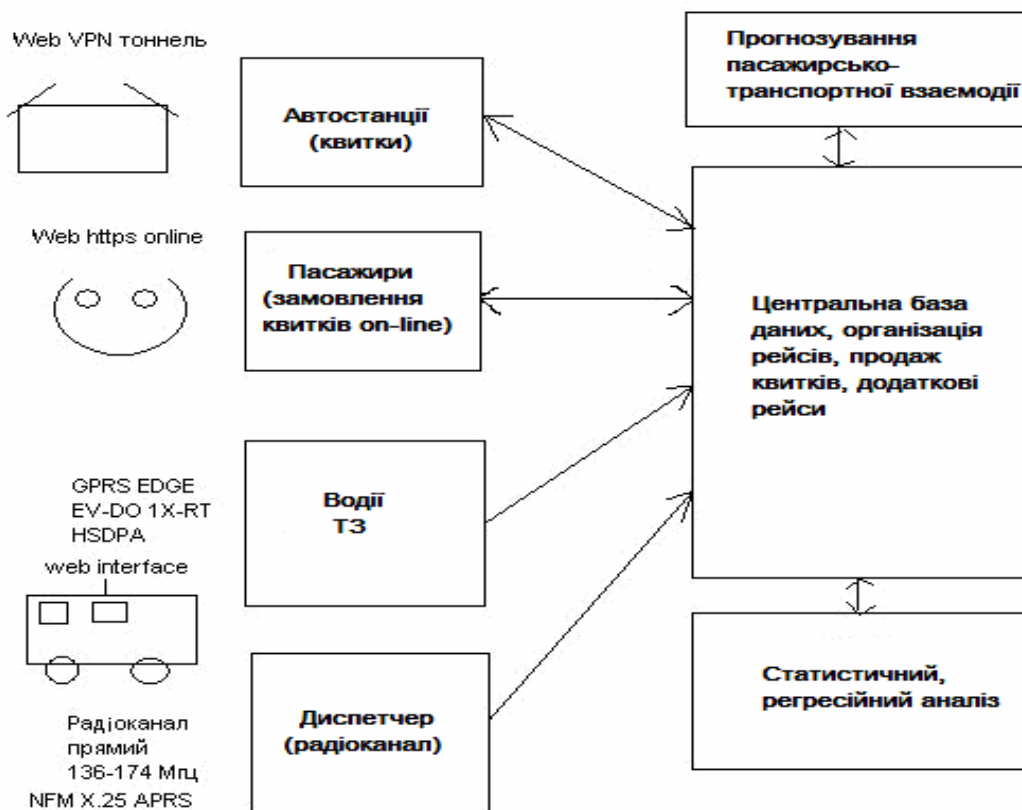 Web VPN тоннель
Автостанції
(квитки)
Прогнозування
пасажирсько-
транспортної взаємодії
Web https online
Пасажири
(замовлення
квитків on-line)
Центральна база
даних, організація
рейсів, продаж
квитків, додаткові
рейси
GPRS EDGE
EV-DO 1X-RT
HSDPA
web interface
Водії
ТЗ
Радіоканал
прямий
136-174 Мгц
NFM X.25 APRS
Диспетчер
(радіоканал)
Статистичний,
регресійний аналіз